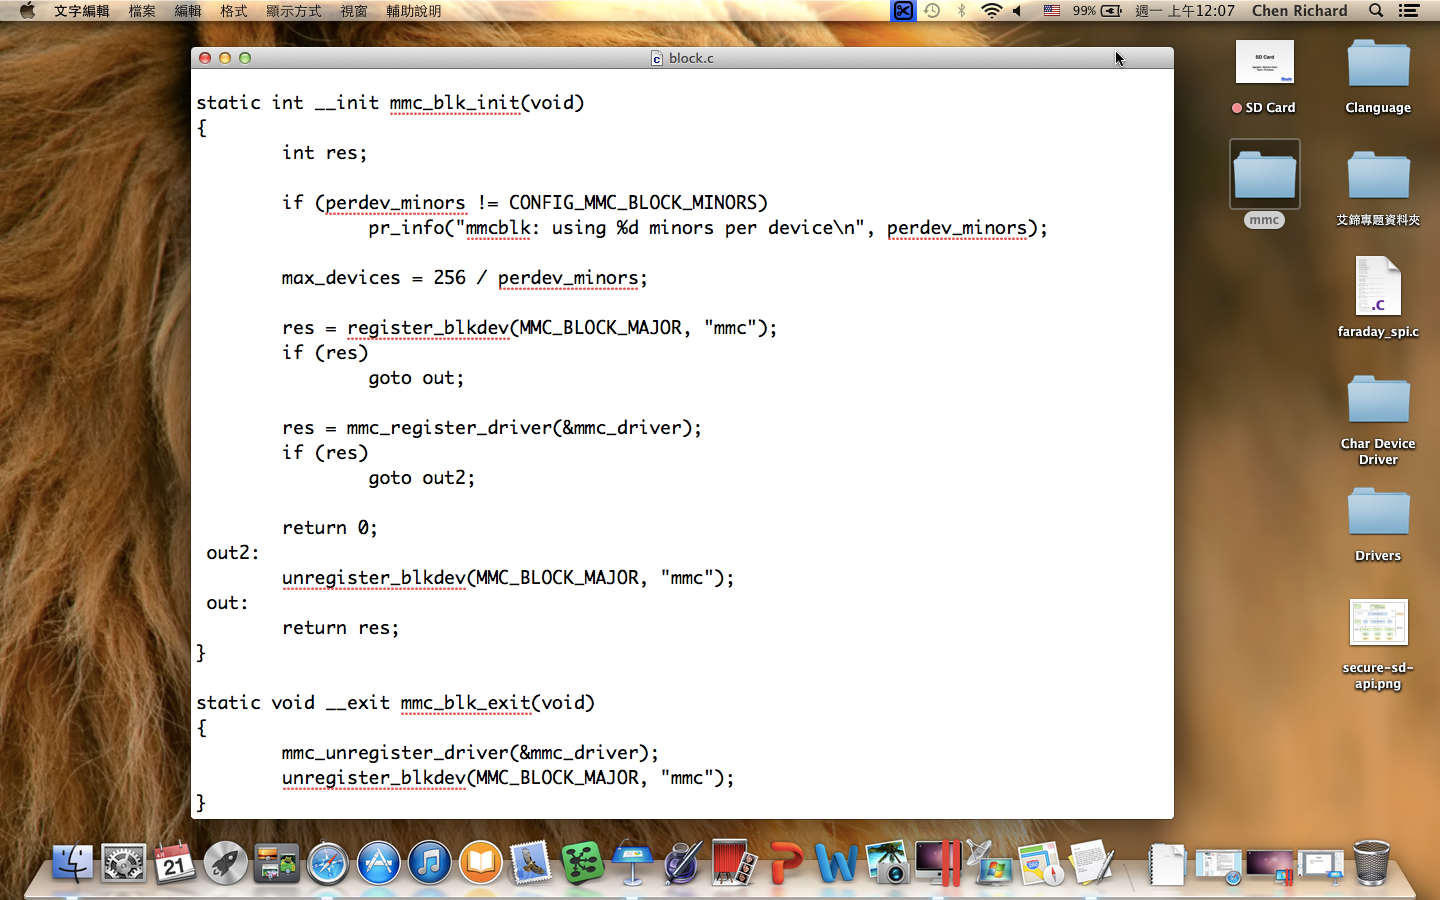 文字編輯 檔案 編輯 格式 顯示方式 視窗 輔助說明 99% 週一 上午12:07 Chen Richard
block.c
static int __init mmc_blk_init(void)
{
int res;
if (perdev_minors != CONFIG_MMC_BLOCK_MINORS)
pr_info("mmcblk: using %d minors per device\n", perdev_minors);
max_devices = 256 / perdev_minors;
res = register_blkdev(MMC_BLOCK_MAJOR, "mmc");
if (res)
goto out;
res = mmc_register_driver(&mmc_driver);
if (res)
goto out2;
return 0;
out2:
unregister_blkdev(MMC_BLOCK_MAJOR, "mmc");
out:
return res;
}
static void __exit mmc_blk_exit(void)
{
mmc_unregister_driver(&mmc_driver);
unregister_blkdev(MMC_BLOCK_MAJOR, "mmc");
}
SD Card
SD Card
Clanguage
mmc
艾鍗專題資料夾
.C
faraday_spi.c
Char Device
Driver
Drivers
secure-sd-
api.png
21